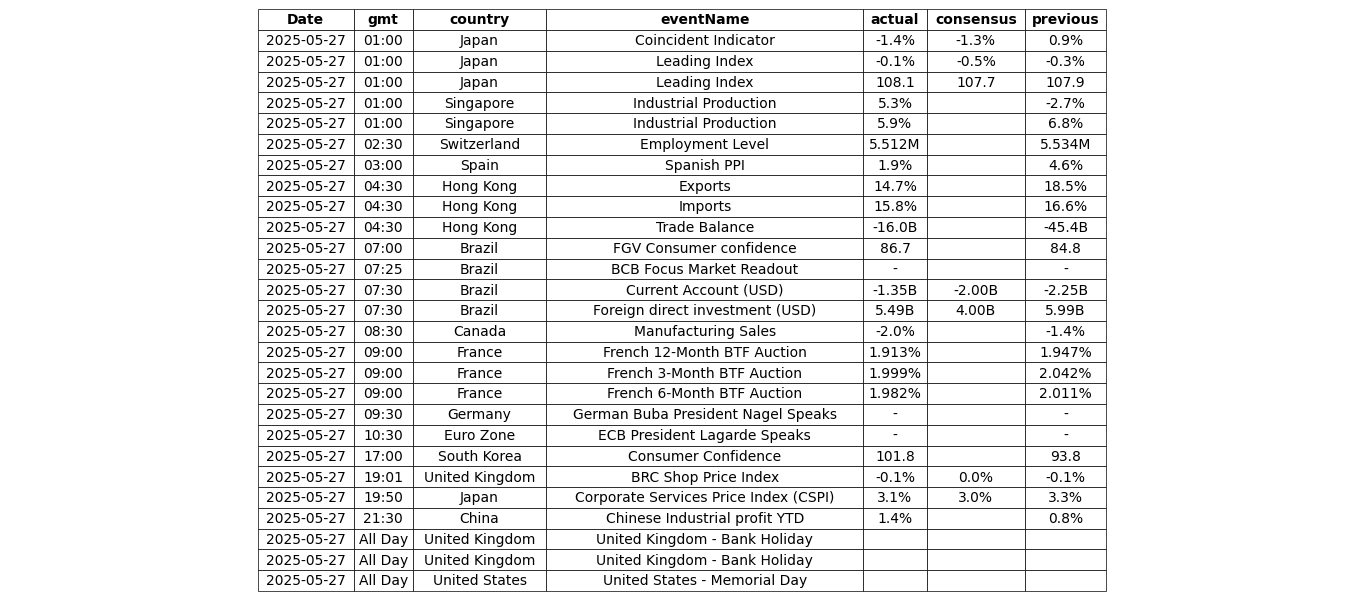 Date gmt country eventName actual consensus previous
2025-05-27 01:00 Japan Coincident Indicator -1.4% -1.3% 0.9%
2025-05-27 01:00 Japan Leading Index -0.1% -0.5% -0.3%
2025-05-27 01:00 Japan Leading Index 108.1 107.7 107.9
2025-05-27 01:00 Singapore Industrial Production 5.3% -2.7%
2025-05-27 01:00 Singapore Industrial Production 5.9% 6.8%
2025-05-27 02:30 Switzerland Employment Level 5.512M 5.534M
2025-05-27 03:00 Spain Spanish PPI 1.9% 4.6%
2025-05-27 04:30 Hong Kong Exports 14.7% 18.5%
2025-05-27 04:30 Hong Kong Imports 15.8% 16.6%
2025-05-27 04:30 Hong Kong Trade Balance -16.0B -45.4B
2025-05-27 07:00 Brazil FGV Consumer confidence 86.7 84.8
2025-05-27 07:25 Brazil BCB Focus Market Readout - -
2025-05-27 07:30 Brazil Current Account (USD) -1.35B -2.00B -2.25B
2025-05-27 07:30 Brazil Foreign direct investment (USD) 5.49B 4.00B 5.99B
2025-05-27 08:30 Canada Manufacturing Sales -2.0% -1.4%
2025-05-27 09:00 France French 12-Month BTF Auction 1.913% 1.947%
2025-05-27 09:00 France French 3-Month BTF Auction 1.999% 2.042%
2025-05-27 09:00 France French 6-Month BTF Auction 1.982% 2.011%
2025-05-27 09:30 Germany German Buba President Nagel Speaks - -
2025-05-27 10:30 Euro Zone ECB President Lagarde Speaks - -
2025-05-27 17:00 South Korea Consumer Confidence 101.8 93.8
2025-05-27 19:01 United Kingdom BRC Shop Price Index -0.1% 0.0% -0.1%
2025-05-27 19:50 Japan Corporate Services Price Index (CSPI) 3.1% 3.0% 3.3%
2025-05-27 21:30 China Chinese Industrial profit YTD 1.4% 0.8%
2025-05-27 All Day United Kingdom United Kingdom - Bank Holiday
2025-05-27 All Day United Kingdom United Kingdom - Bank Holiday
2025-05-27 All Day United States United States - Memorial Day